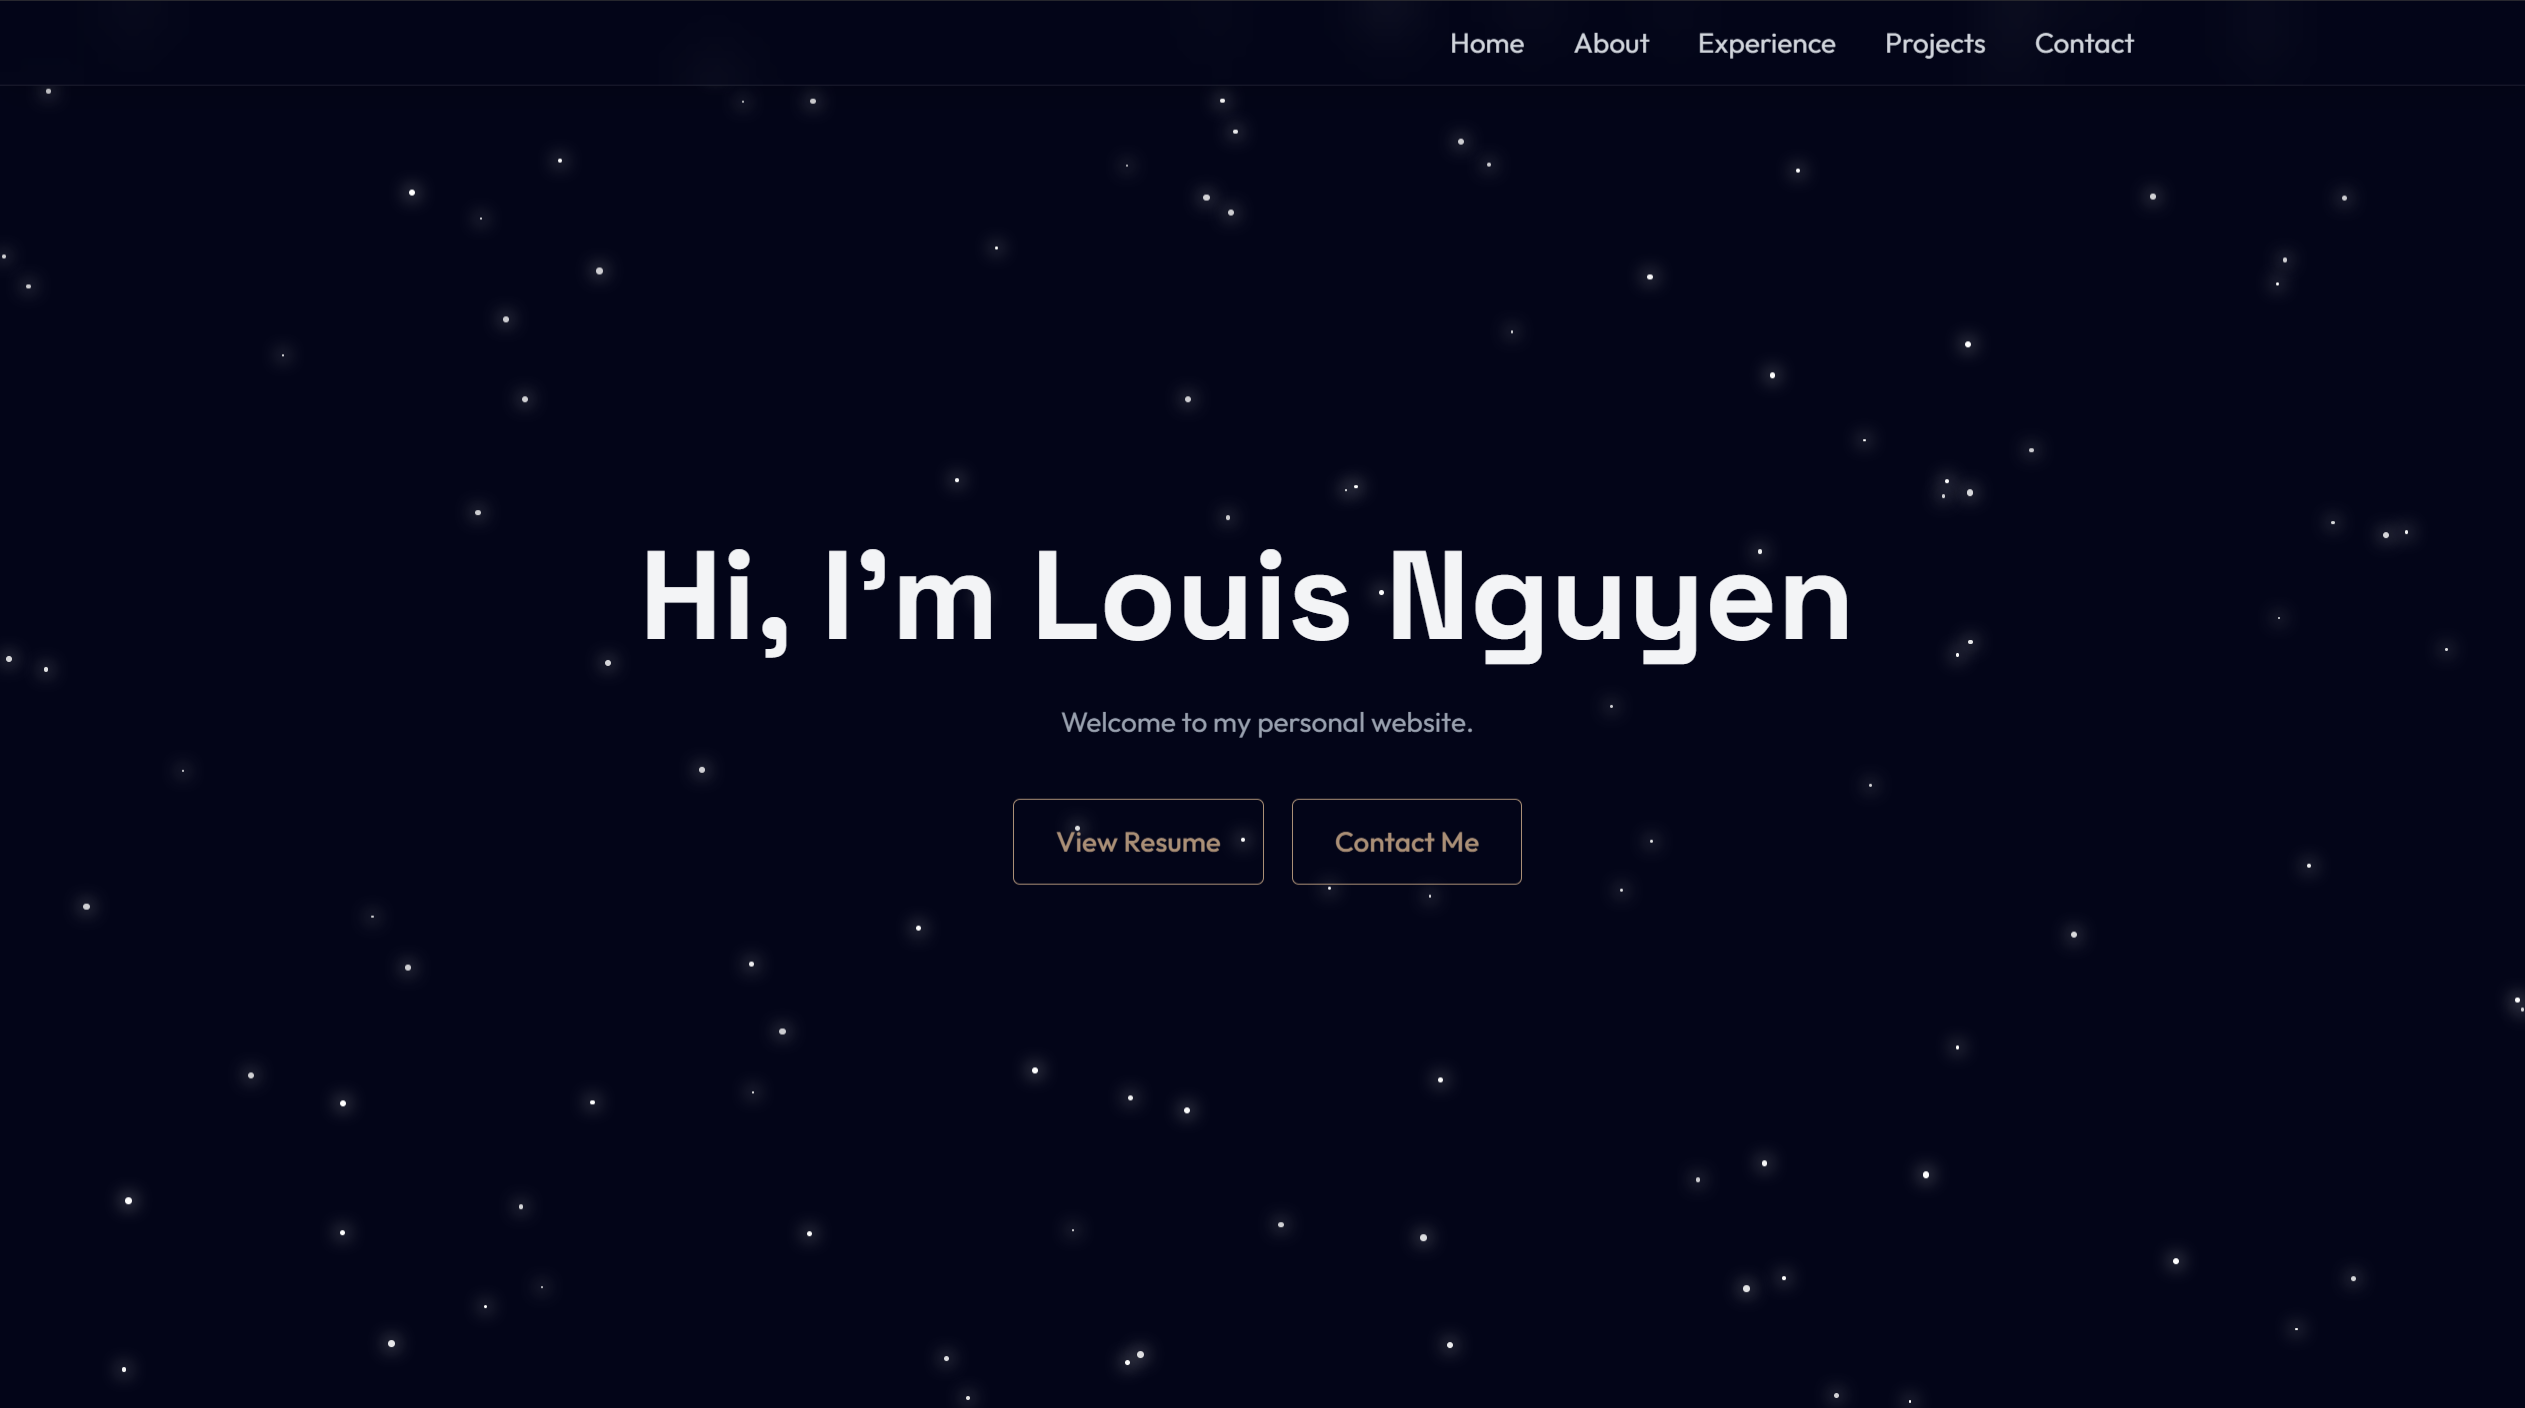 Home About Experience Projects Contact
Hi, I’m Louis Nguyen
Welcome to my personal website.
View Resume Contact Me